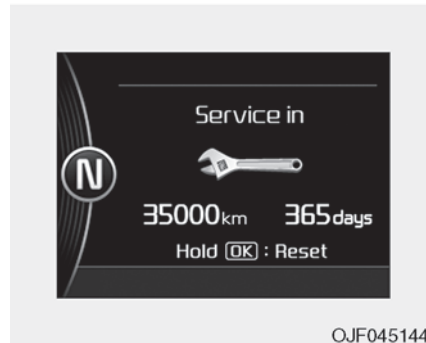 Service in
N
35000km 365days
Hold OK : Reset
OJF045144